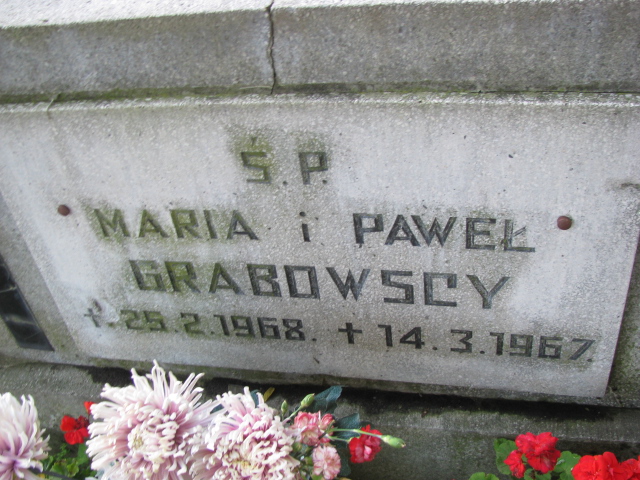 Ś.P.
MARIA i PAWEŁ
GRABOWSCY
+.25.2.1968. +14.3.1967.